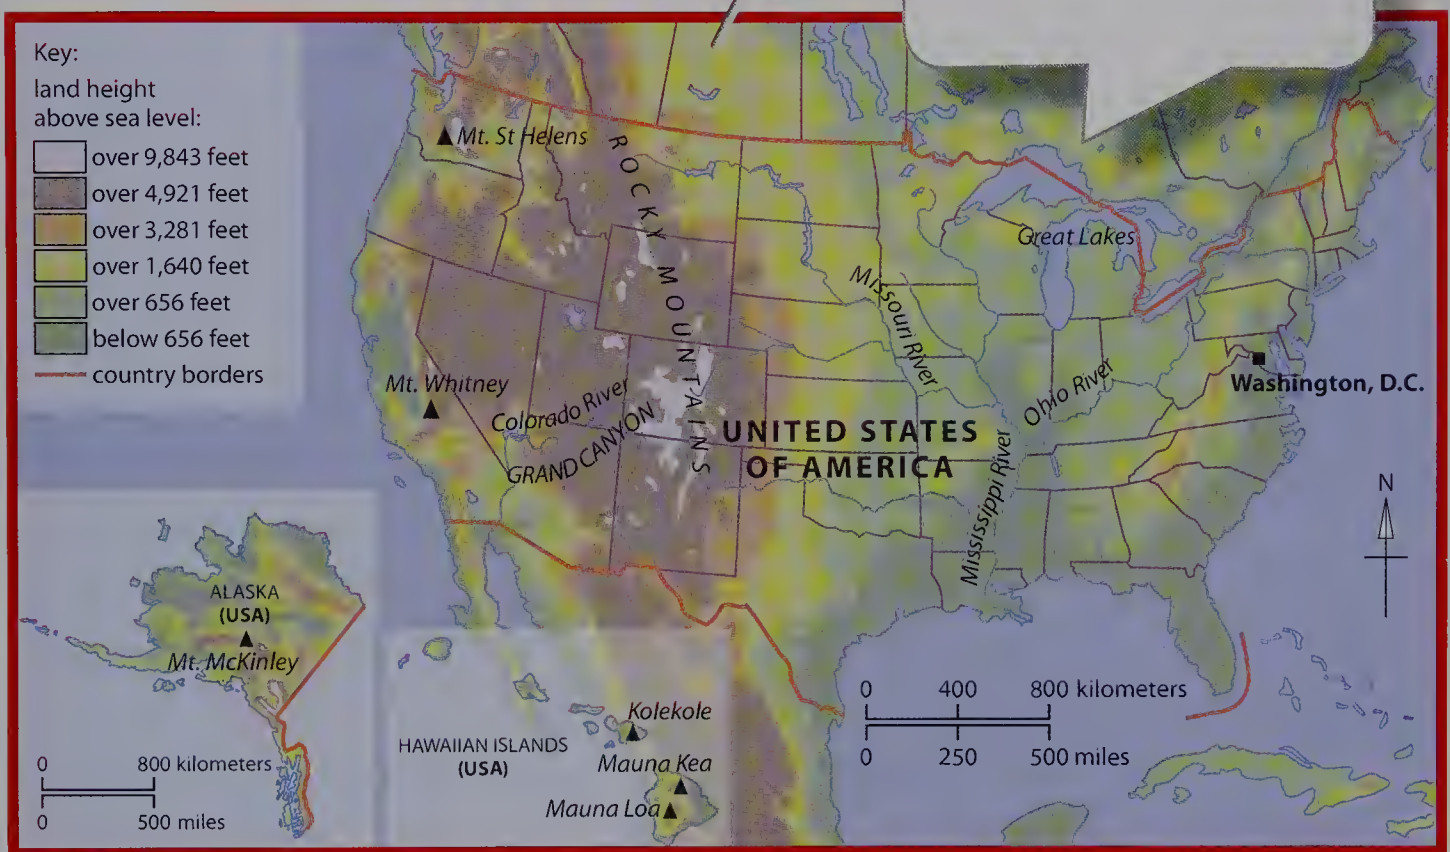 Key:
land height
above sea level:
over 9,843 feet
over 4,921 feet
over 3,281 feet
over 1,640 feet
over 656 feet
below 656 feet
country borders
Mt. St Helens
ROCKY MOUNTAINS
Great Lakes
Missouri River
Mt. Whitney
Colorado River
GRAND CANYON
Ohio River
Washington, D.C.
UNITED STATES
OF AMERICA
Mississippi River
N
ALASKA
(USA)
Mt. McKinley
0 800 kilometers
0 500 miles
HAWAIIAN ISLANDS
(USA)
Kolekole
Mauna Kea
Mauna Loa
0 400 800 kilometers
0 250 500 miles